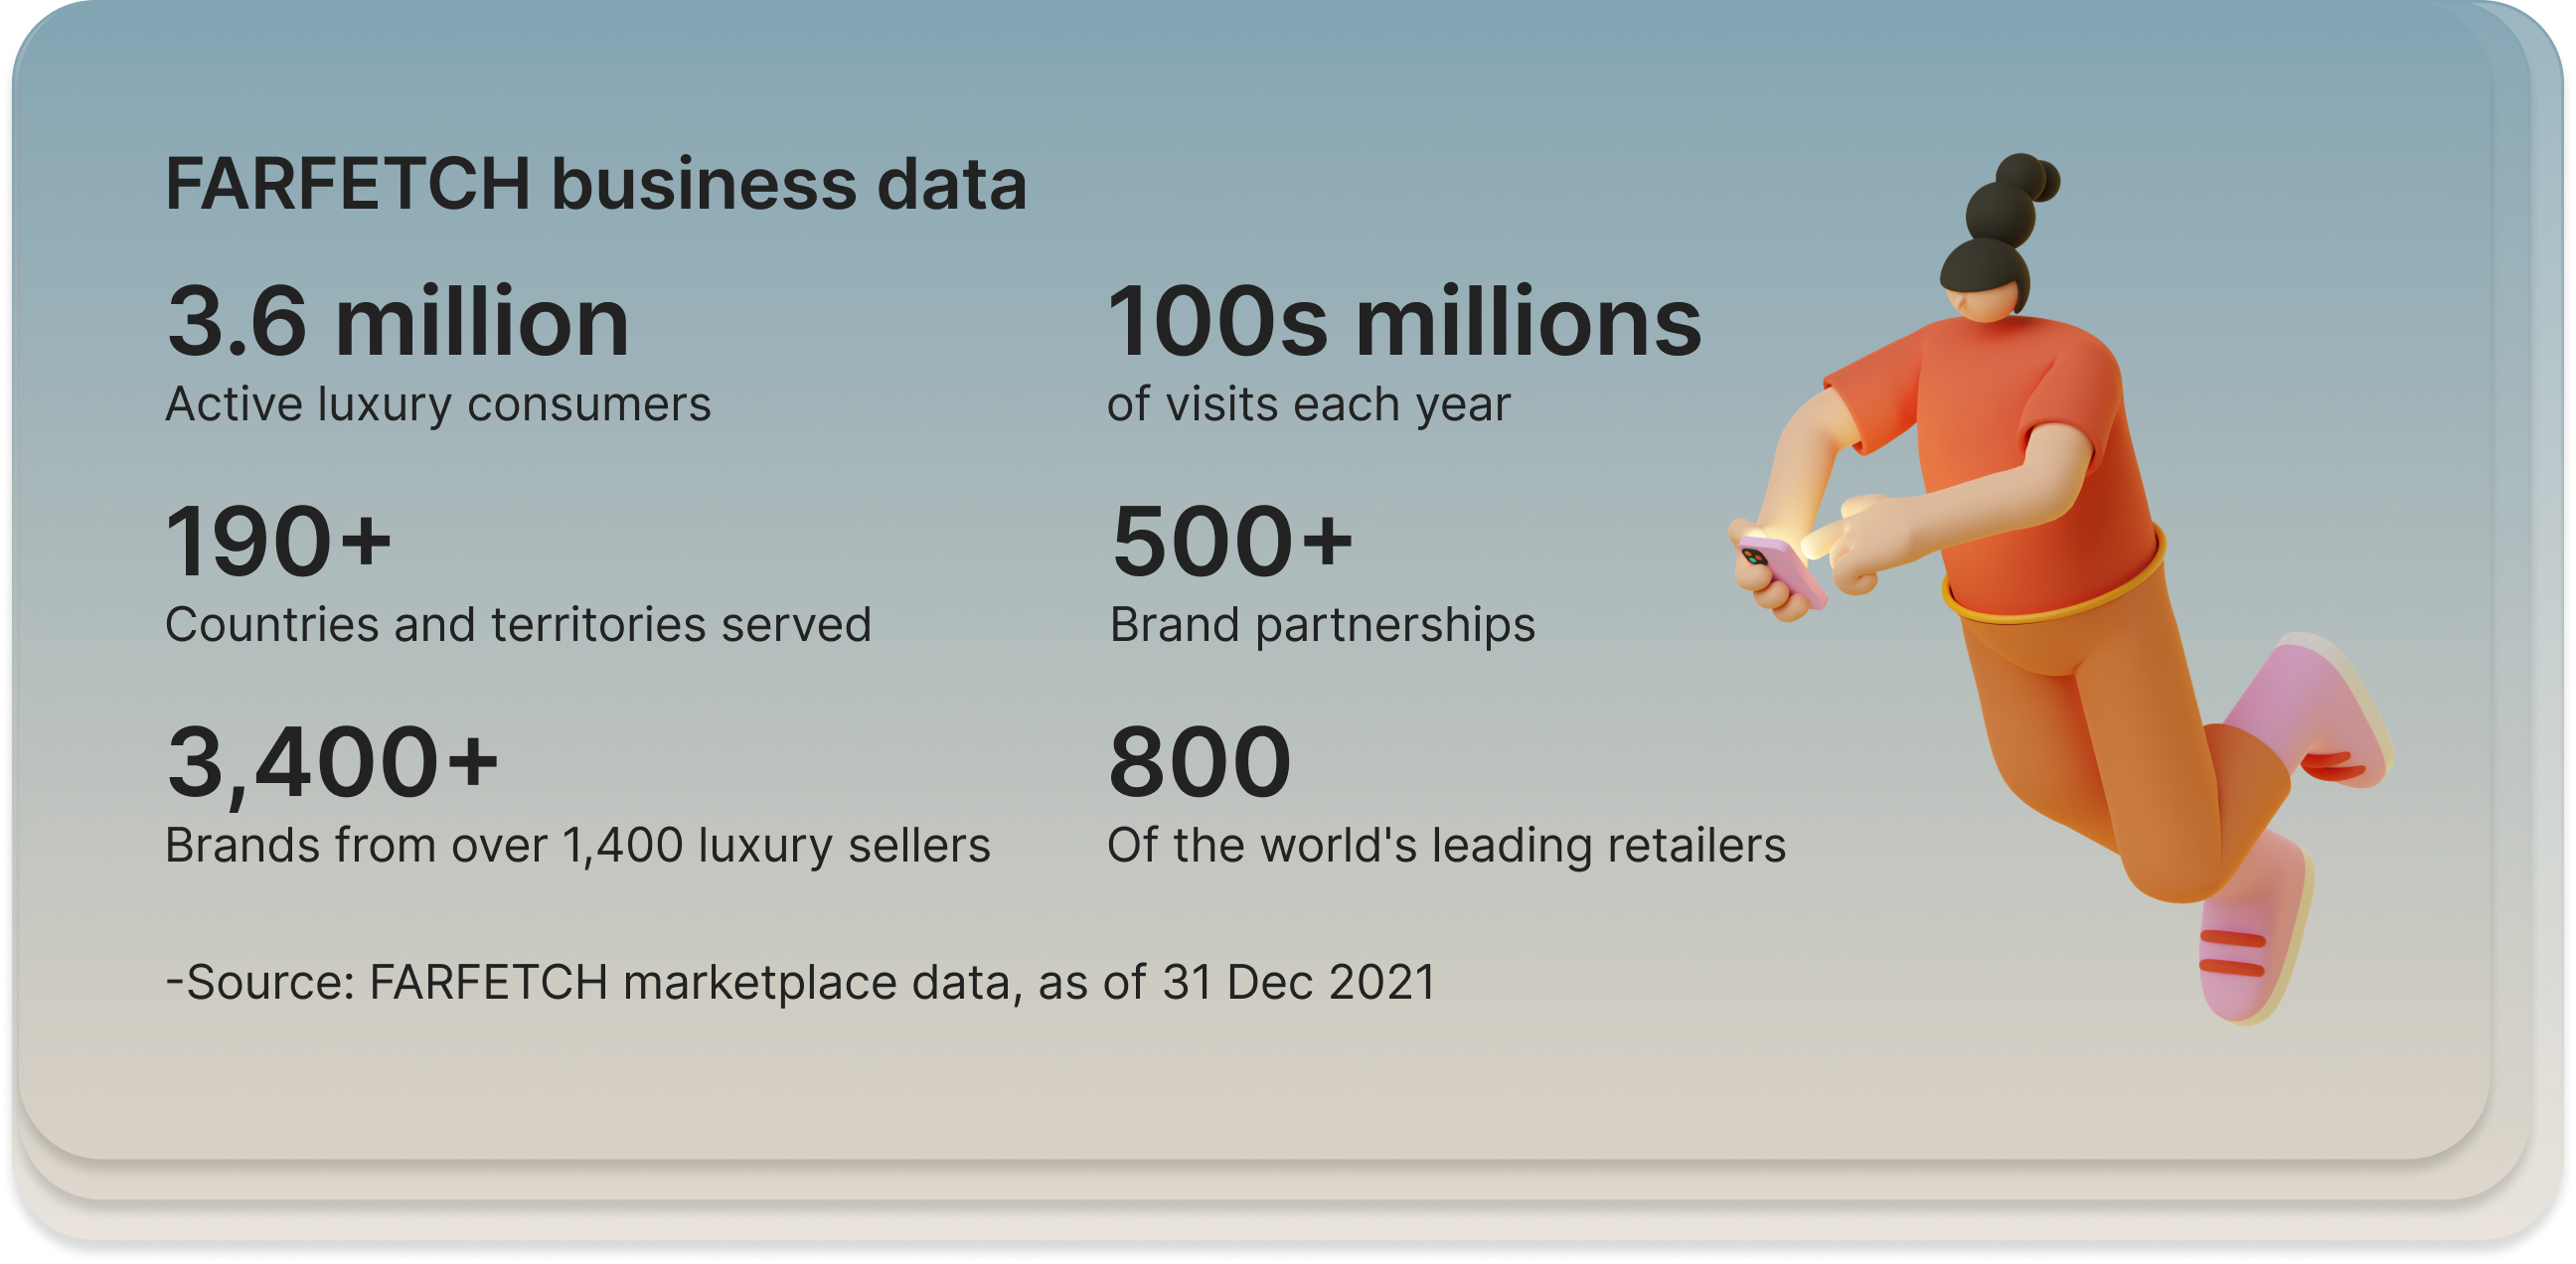 FARFETCH business data
3.6 million
Active luxury consumers
100s millions
of visits each year
190+
Countries and territories served
500+
Brand partnerships
3,400+
Brands from over 1,400 luxury sellers
800
Of the world's leading retailers
-Source: FARFETCH marketplace data, as of 31 Dec 2021